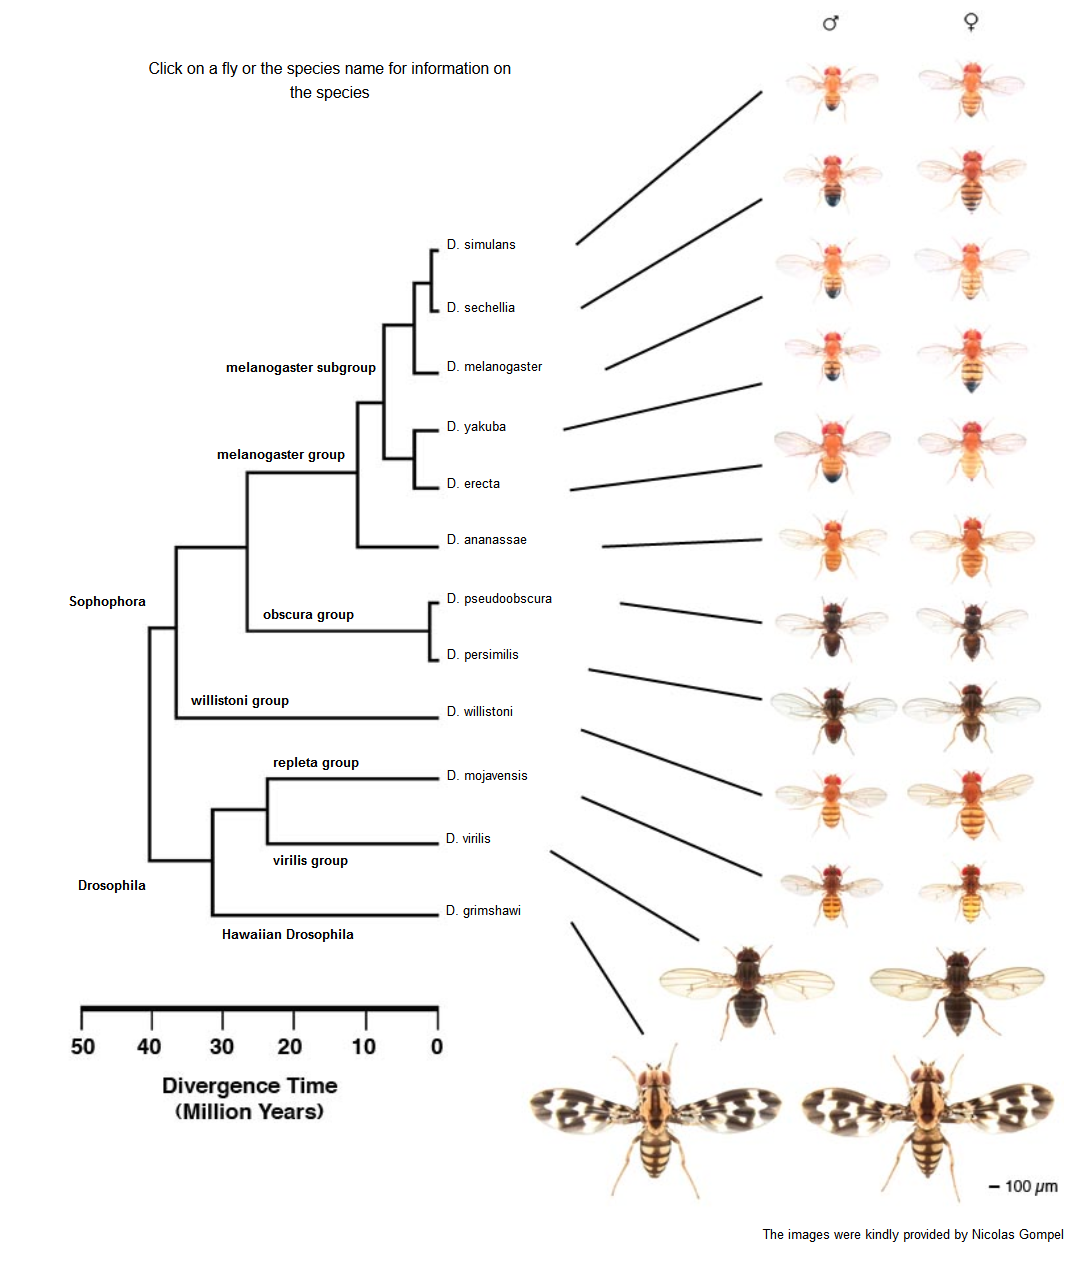 ♂ ♀
Click on a fly or the species name for information on
the species
D. simulans
D. sechellia
melanogaster subgroup
D. melanogaster
D. yakuba
melanogaster group
D. erecta
D. ananassae
D. pseudoobscura
Sophophora
obscura group
D. persimilis
willistoni group
D. willistoni
repleta group
D. mojavensis
D. virilis
virilis group
Drosophila
D. grimshawi
Hawaiian Drosophila
50 40 30 20 10 0
Divergence Time
(Million Years)
100 µm
The images were kindly provided by Nicolas Gompel